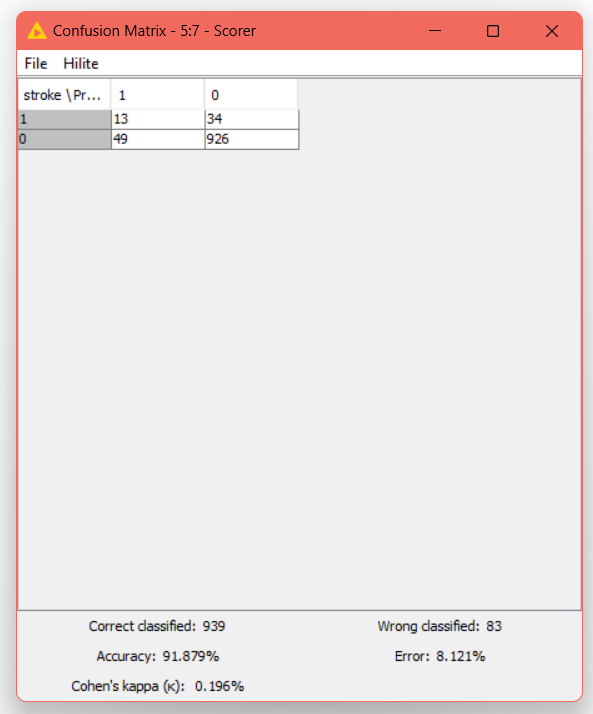 Confusion Matrix - 5:7 - Scorer
File Hilite
stroke \Pr... 1 0
1 13 34
0 49 926
Correct classified: 939 Wrong classified: 83
Accuracy: 91.879% Error: 8.121%
Cohen's kappa (κ): 0.196%